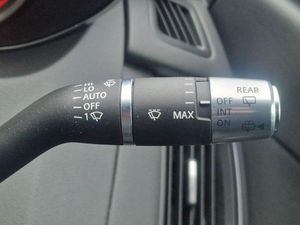 HI
LO
AUTO
OFF
1
MAX
REAR
OFF
INT
ON